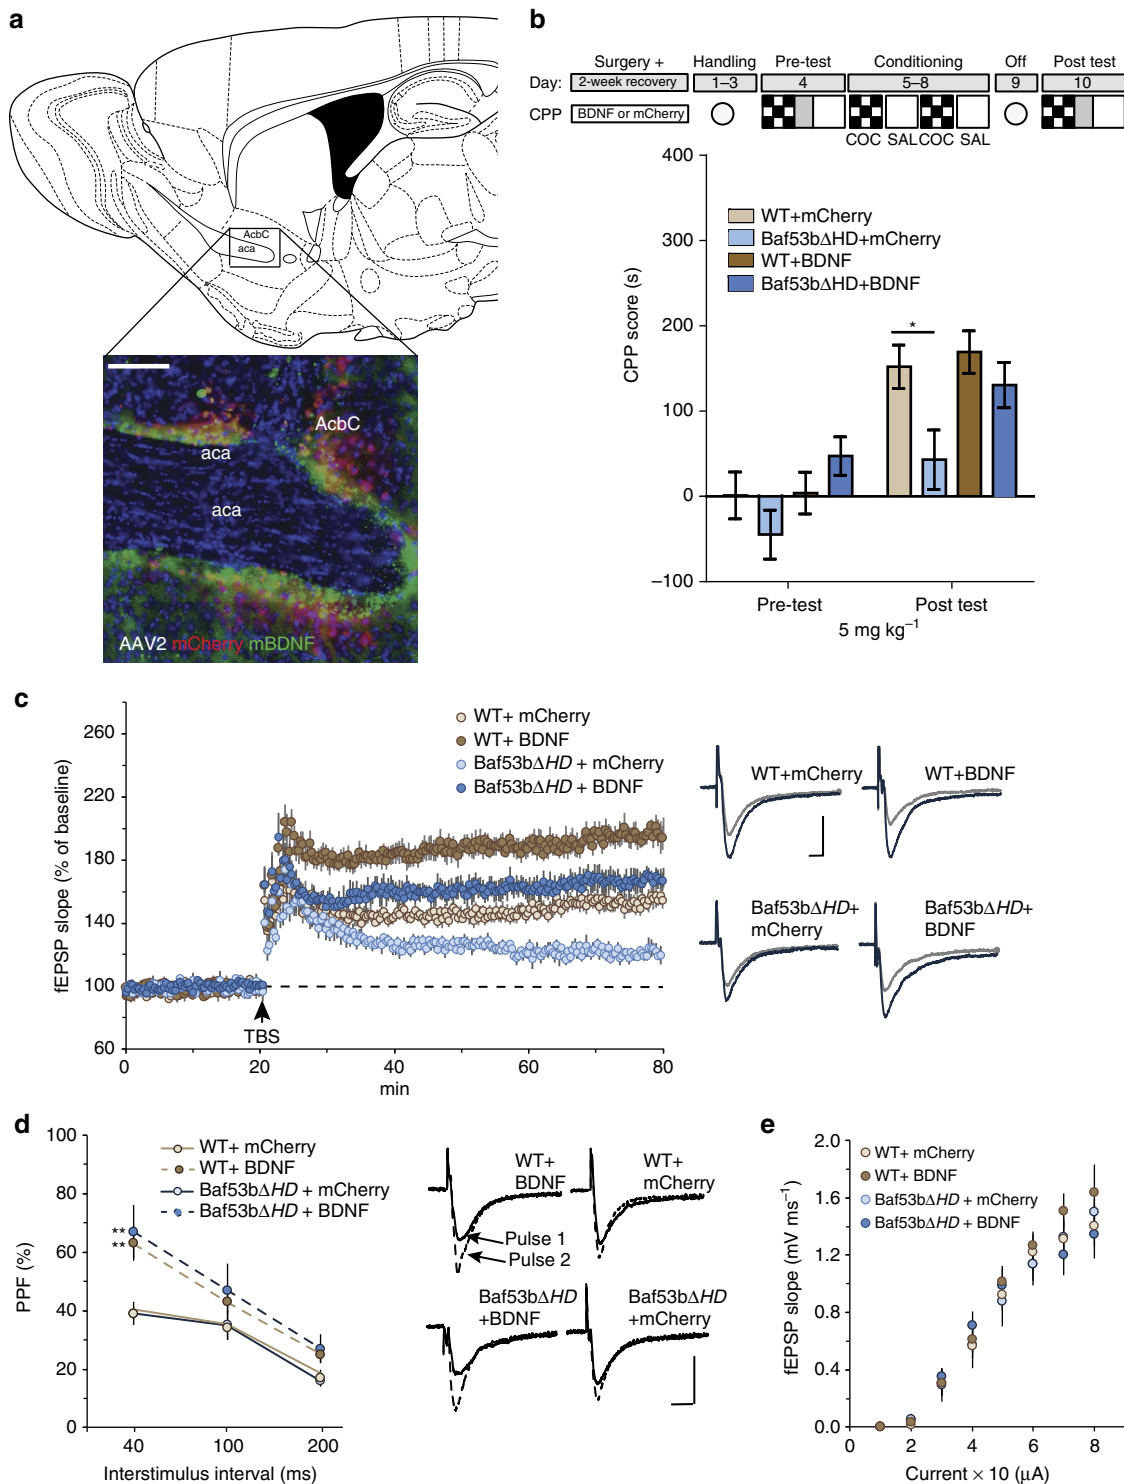 a
AcbC
aca
AcbC
aca
aca
AAV2 mCherry mBDNF
b
Surgery + Handling Pre-test Conditioning Off Post test
Day: 2-week recovery 1–3 4 5–8 9 10
CPP BDNF or mCherry
COC SAL COC SAL
400
300
200
100
0
–100
CPP score (s)
WT+mCherry
Baf53bΔHD+mCherry
WT+BDNF
Baf53bΔHD+BDNF
*
Pre-test Post test
5 mg kg–1
c
260
220
180
140
100
60
fEPSP slope (% of baseline)
WT+ mCherry
WT+ BDNF
Baf53bΔHD + mCherry
Baf53bΔHD + BDNF
TBS
0 20 40 60 80
min
WT+mCherry
WT+BDNF
Baf53bΔHD+
mCherry
Baf53bΔHD+
BDNF
d
100
80
60
40
20
0
PPF (%)
WT+ mCherry
WT+ BDNF
Baf53bΔHD + mCherry
Baf53bΔHD + BDNF
**
**
40 100 200
Interstimulus interval (ms)
WT+
BDNF
WT+
mCherry
Pulse 1
Pulse 2
Baf53bΔHD
+BDNF
Baf53bΔHD
+mCherry
e
2.0
1.6
1.2
0.8
0.4
0.0
fEPSP slope (mV ms–1)
WT+ mCherry
WT+ BDNF
Baf53bΔHD + mCherry
Baf53bΔHD + BDNF
0 2 4 6 8
Current × 10 (μA)